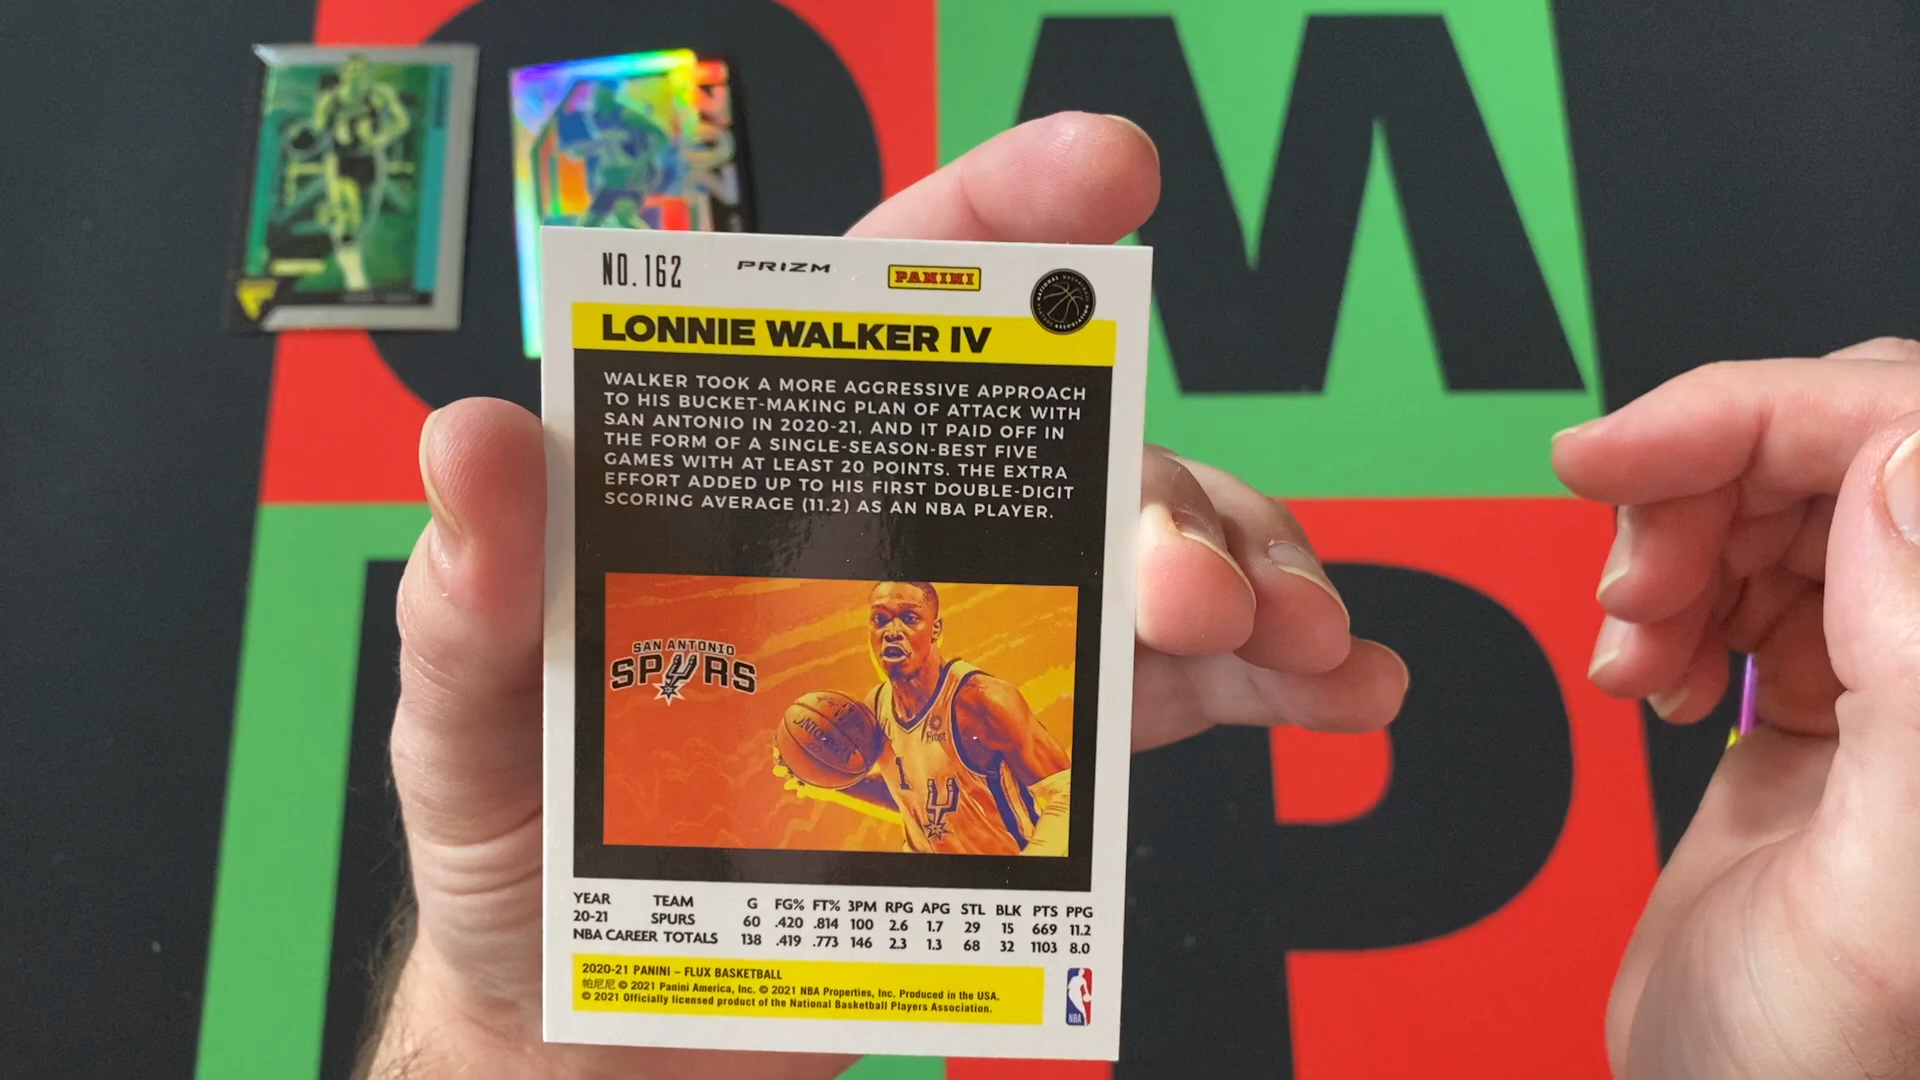 2021
NO.162 PRIZM PANINI
LONNIE WALKER IV
WALKER TOOK A MORE AGGRESSIVE APPROACH
TO HIS BUCKET-MAKING PLAN OF ATTACK WITH
SAN ANTONIO IN 2020-21, AND IT PAID OFF IN
THE FORM OF A SINGLE-SEASON-BEST FIVE
GAMES WITH AT LEAST 20 POINTS. THE EXTRA
EFFORT ADDED UP TO HIS FIRST DOUBLE-DIGIT
SCORING AVERAGE (11.2) AS AN NBA PLAYER.
SAN ANTONIO
SPURS
Frost
1
YEAR TEAM G FG% FT% 3PM RPG APG STL BLK PTS PPG
20-21 SPURS 60 .420 .814 100 2.6 1.7 29 15 669 11.2
NBA CAREER TOTALS 138 .419 .773 146 2.3 1.3 68 32 1103 8.0
2020-21 PANINI – FLUX BASKETBALL
帕尼尼 © 2021 Panini America, Inc. © 2021 NBA Properties, Inc. Produced in the USA.
© 2021 Officially licensed product of the National Basketball Players Association.
NBA